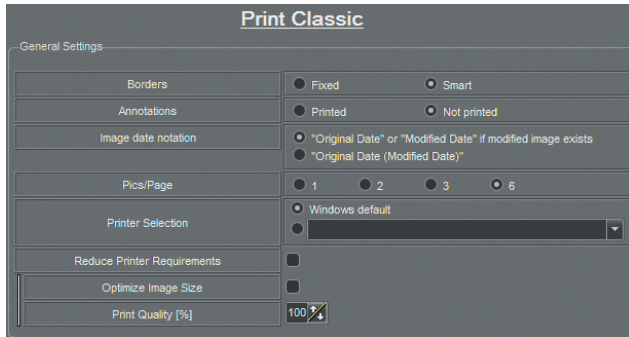 Print Classic
General Settings
Borders
Fixed Smart
Annotations
Printed Not printed
Image date notation
"Original Date" or "Modified Date" if modified image exists
"Original Date (Modified Date)"
Pics/Page
1 2 3 6
Printer Selection
Windows default
Reduce Printer Requirements
Optimize Image Size
Print Quality [%]
100